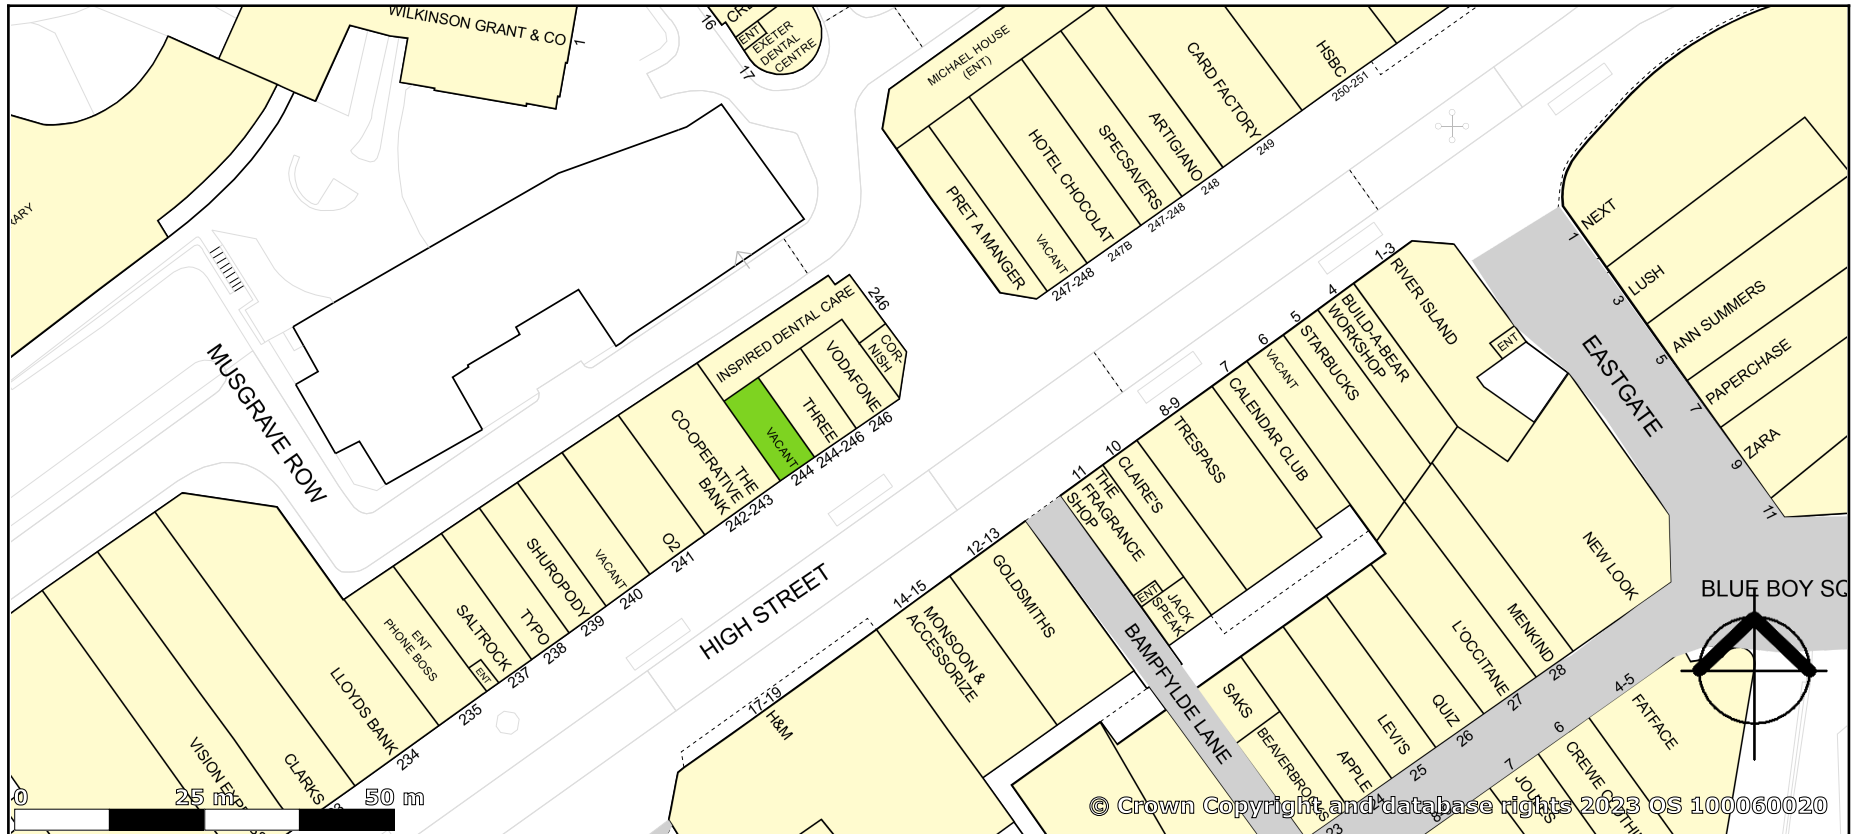 WILKINSON GRANT & CO
1
16
17
ENT
EXETER
DENTAL
CENTRE
MICHAEL HOUSE
(ENT)
CARD FACTORY
HSBC
250-251
249
ARTIGIANO
248
SPECSAVERS
247-248
HOTEL CHOCOLAT
247B
VACANT
247-248
PRET A MANGER
NEXT
1
LUSH
3
ANN SUMMERS
5
PAPERCHASE
7
ZARA
9
11
EASTGATE
BLUE BOY SQ
MUSGRAVE ROW
INSPIRED DENTAL CARE
246
COR-
NISH
VODAFONE
246
THREE
244-246
VACANT
244
THE
CO-OPERATIVE
BANK
242-243
O2
241
VACANT
240
SHUROPODY
239
TYPO
238
SALTROCK
237
ENT
ENT
PHONE BOSS
235
LLOYDS BANK
234
CLARKS
HIGH STREET
1-3
RIVER ISLAND
ENT
4
BUILD-A-BEAR
WORKSHOP
5
STARBUCKS
6
VACANT
7
CALENDAR CLUB
8-9
TRESPASS
10
CLAIRE'S
11
THE
FRAGRANCE
SHOP
ENT
JACK
SPEAK
12-13
GOLDSMITHS
14-15
MONSOON &
ACCESSORIZE
17-19
H&M
BAMPFYLDE LANE
NEW LOOK
MENKIND
28
L'OCCITANE
27
QUIZ
26
LEVI'S
25
APPLE
24
SAKS
23
4-5
FATFACE
6
7
0
25 m
50 m
© Crown Copyright and database rights 2023 OS 100060020